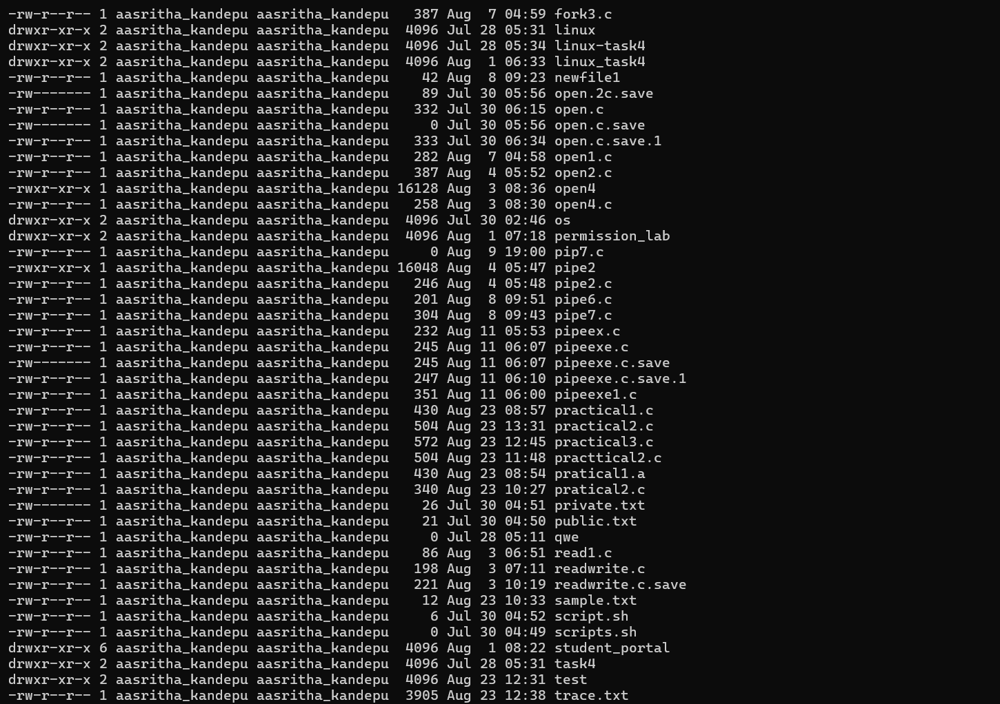 -rw-r--r-- 1 aasritha_kandepu aasritha_kandepu   387 Aug  7 04:59 fork3.c
drwxr-xr-x 2 aasritha_kandepu aasritha_kandepu  4096 Jul 28 05:31 linux
drwxr-xr-x 2 aasritha_kandepu aasritha_kandepu  4096 Jul 28 05:34 linux-task4
drwxr-xr-x 2 aasritha_kandepu aasritha_kandepu  4096 Aug  1 06:33 linux_task4
-rw-r--r-- 1 aasritha_kandepu aasritha_kandepu    42 Aug  8 09:23 newfile1
-rw------- 1 aasritha_kandepu aasritha_kandepu    89 Jul 30 05:56 open.2c.save
-rw-r--r-- 1 aasritha_kandepu aasritha_kandepu   332 Jul 30 06:15 open.c
-rw------- 1 aasritha_kandepu aasritha_kandepu     0 Jul 30 05:56 open.c.save
-rw-r--r-- 1 aasritha_kandepu aasritha_kandepu   333 Jul 30 06:34 open.c.save.1
-rw-r--r-- 1 aasritha_kandepu aasritha_kandepu   282 Aug  7 04:58 open1.c
-rw-r--r-- 1 aasritha_kandepu aasritha_kandepu   387 Aug  4 05:52 open2.c
-rwxr-xr-x 1 aasritha_kandepu aasritha_kandepu 16128 Aug  3 08:36 open4
-rw-r--r-- 1 aasritha_kandepu aasritha_kandepu   258 Aug  3 08:30 open4.c
drwxr-xr-x 2 aasritha_kandepu aasritha_kandepu  4096 Jul 30 02:46 os
drwxr-xr-x 2 aasritha_kandepu aasritha_kandepu  4096 Aug  1 07:18 permission_lab
-rw-r--r-- 1 aasritha_kandepu aasritha_kandepu     0 Aug  9 19:00 pip7.c
-rwxr-xr-x 1 aasritha_kandepu aasritha_kandepu 16048 Aug  4 05:47 pipe2
-rw-r--r-- 1 aasritha_kandepu aasritha_kandepu   246 Aug  4 05:48 pipe2.c
-rw-r--r-- 1 aasritha_kandepu aasritha_kandepu   201 Aug  8 09:51 pipe6.c
-rw-r--r-- 1 aasritha_kandepu aasritha_kandepu   304 Aug  8 09:43 pipe7.c
-rw-r--r-- 1 aasritha_kandepu aasritha_kandepu   232 Aug 11 05:53 pipeex.c
-rw-r--r-- 1 aasritha_kandepu aasritha_kandepu   245 Aug 11 06:07 pipeexe.c
-rw------- 1 aasritha_kandepu aasritha_kandepu   245 Aug 11 06:07 pipeexe.c.save
-rw-r--r-- 1 aasritha_kandepu aasritha_kandepu   247 Aug 11 06:10 pipeexe.c.save.1
-rw-r--r-- 1 aasritha_kandepu aasritha_kandepu   351 Aug 11 06:00 pipeexe1.c
-rw-r--r-- 1 aasritha_kandepu aasritha_kandepu   430 Aug 23 08:57 practical1.c
-rw-r--r-- 1 aasritha_kandepu aasritha_kandepu   504 Aug 23 13:31 practical2.c
-rw-r--r-- 1 aasritha_kandepu aasritha_kandepu   572 Aug 23 12:45 practical3.c
-rw-r--r-- 1 aasritha_kandepu aasritha_kandepu   504 Aug 23 11:48 practtical2.c
-rw-r--r-- 1 aasritha_kandepu aasritha_kandepu   430 Aug 23 08:54 pratical1.a
-rw-r--r-- 1 aasritha_kandepu aasritha_kandepu   340 Aug 23 10:27 pratical2.c
-rw------- 1 aasritha_kandepu aasritha_kandepu    26 Jul 30 04:51 private.txt
-rw-r--r-- 1 aasritha_kandepu aasritha_kandepu    21 Jul 30 04:50 public.txt
-rw-r--r-- 1 aasritha_kandepu aasritha_kandepu     0 Jul 28 05:11 qwe
-rw-r--r-- 1 aasritha_kandepu aasritha_kandepu    86 Aug  3 06:51 read1.c
-rw-r--r-- 1 aasritha_kandepu aasritha_kandepu   198 Aug  3 07:11 readwrite.c
-rw-r--r-- 1 aasritha_kandepu aasritha_kandepu   221 Aug  3 10:19 readwrite.c.save
-rw-r--r-- 1 aasritha_kandepu aasritha_kandepu    12 Aug 23 10:33 sample.txt
-rw-r--r-- 1 aasritha_kandepu aasritha_kandepu     6 Jul 30 04:52 script.sh
-rw-r--r-- 1 aasritha_kandepu aasritha_kandepu     0 Jul 30 04:49 scripts.sh
drwxr-xr-x 6 aasritha_kandepu aasritha_kandepu  4096 Aug  1 08:22 student_portal
drwxr-xr-x 2 aasritha_kandepu aasritha_kandepu  4096 Jul 28 05:31 task4
drwxr-xr-x 2 aasritha_kandepu aasritha_kandepu  4096 Aug 23 12:31 test
-rw-r--r-- 1 aasritha_kandepu aasritha_kandepu  3905 Aug 23 12:38 trace.txt